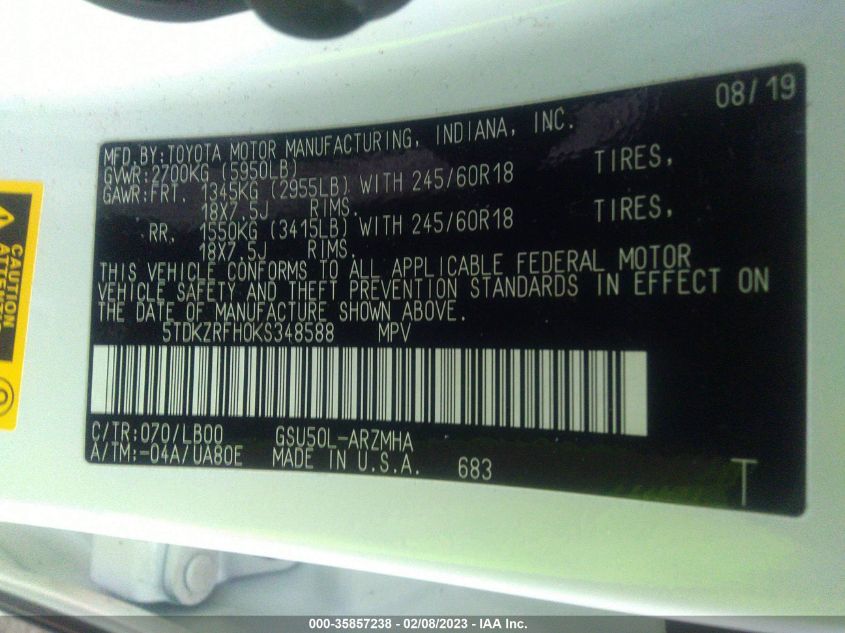 08/19
MFD.BY:TOYOTA MOTOR MANUFACTURING, INDIANA, INC.
GVWR:2700KG (5950LB)
GAWR:FRT. 1345KG (2955LB) WITH 245/60R18 TIRES,
18X7.5J RIMS.
RR. 1550KG (3415LB) WITH 245/60R18 TIRES,
18X7.5J RIMS.
THIS VEHICLE CONFORMS TO ALL APPLICABLE FEDERAL MOTOR
VEHICLE SAFETY AND THEFT PREVENTION STANDARDS IN EFFECT ON
THE DATE OF MANUFACTURE SHOWN ABOVE.
5TDKZRFH0KS348588 MPV
C/TR:070/LB00 GSU50L-ARZMHA
A/TM:-04A/UA80E MADE IN U.S.A. 683 T
CAUTION
000-35857238 - 02/08/2023 - IAA Inc.